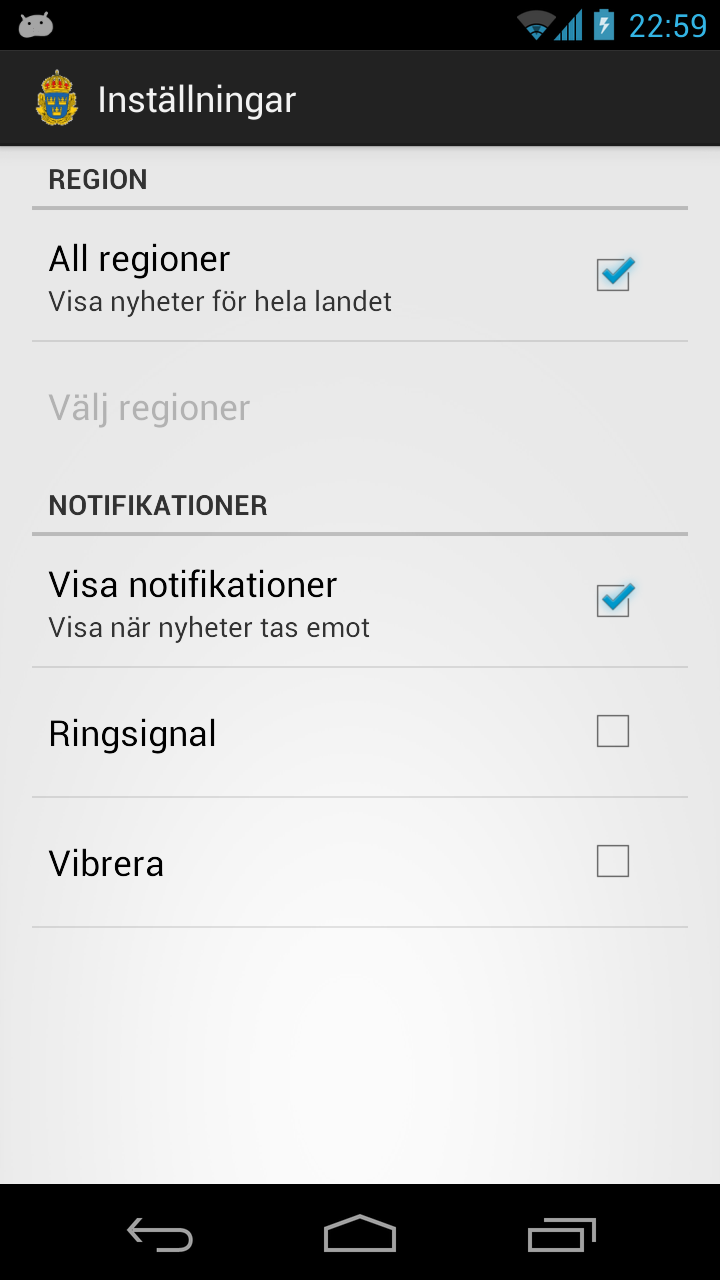 22:59
Inställningar
REGION
All regioner
Visa nyheter för hela landet
Välj regioner
NOTIFIKATIONER
Visa notifikationer
Visa när nyheter tas emot
Ringsignal
Vibrera